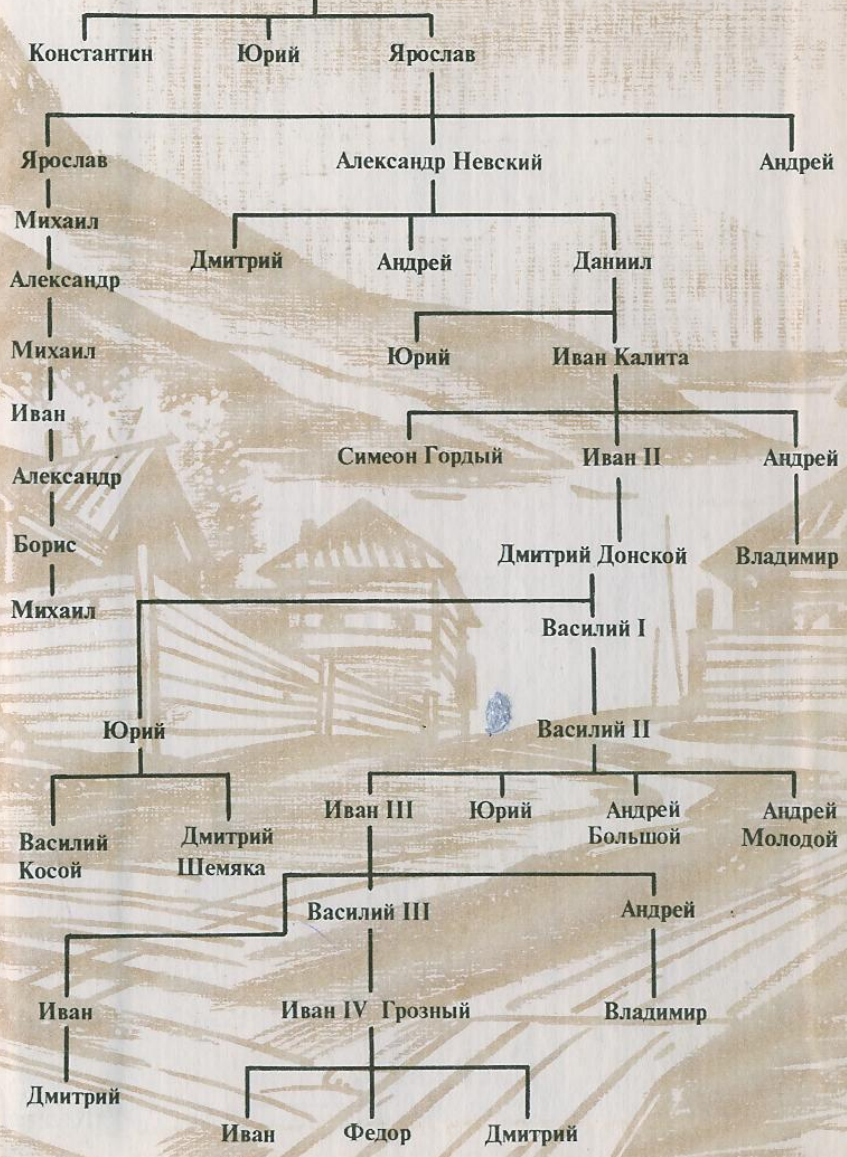 Константин Юрий Ярослав
Ярослав Александр Невский Андрей
Михаил
Дмитрий Андрей Даниил
Александр
Михаил Юрий Иван Калита
Иван
Симеон Гордый Иван II Андрей
Александр
Борис Дмитрий Донской Владимир
Михаил
Василий I
Юрий Василий II
Иван III Юрий Андрей Большой Андрей Молодой
Василий Косой Дмитрий Шемяка
Василий III Андрей
Иван Иван IV Грозный Владимир
Дмитрий
Иван Федор Дмитрий